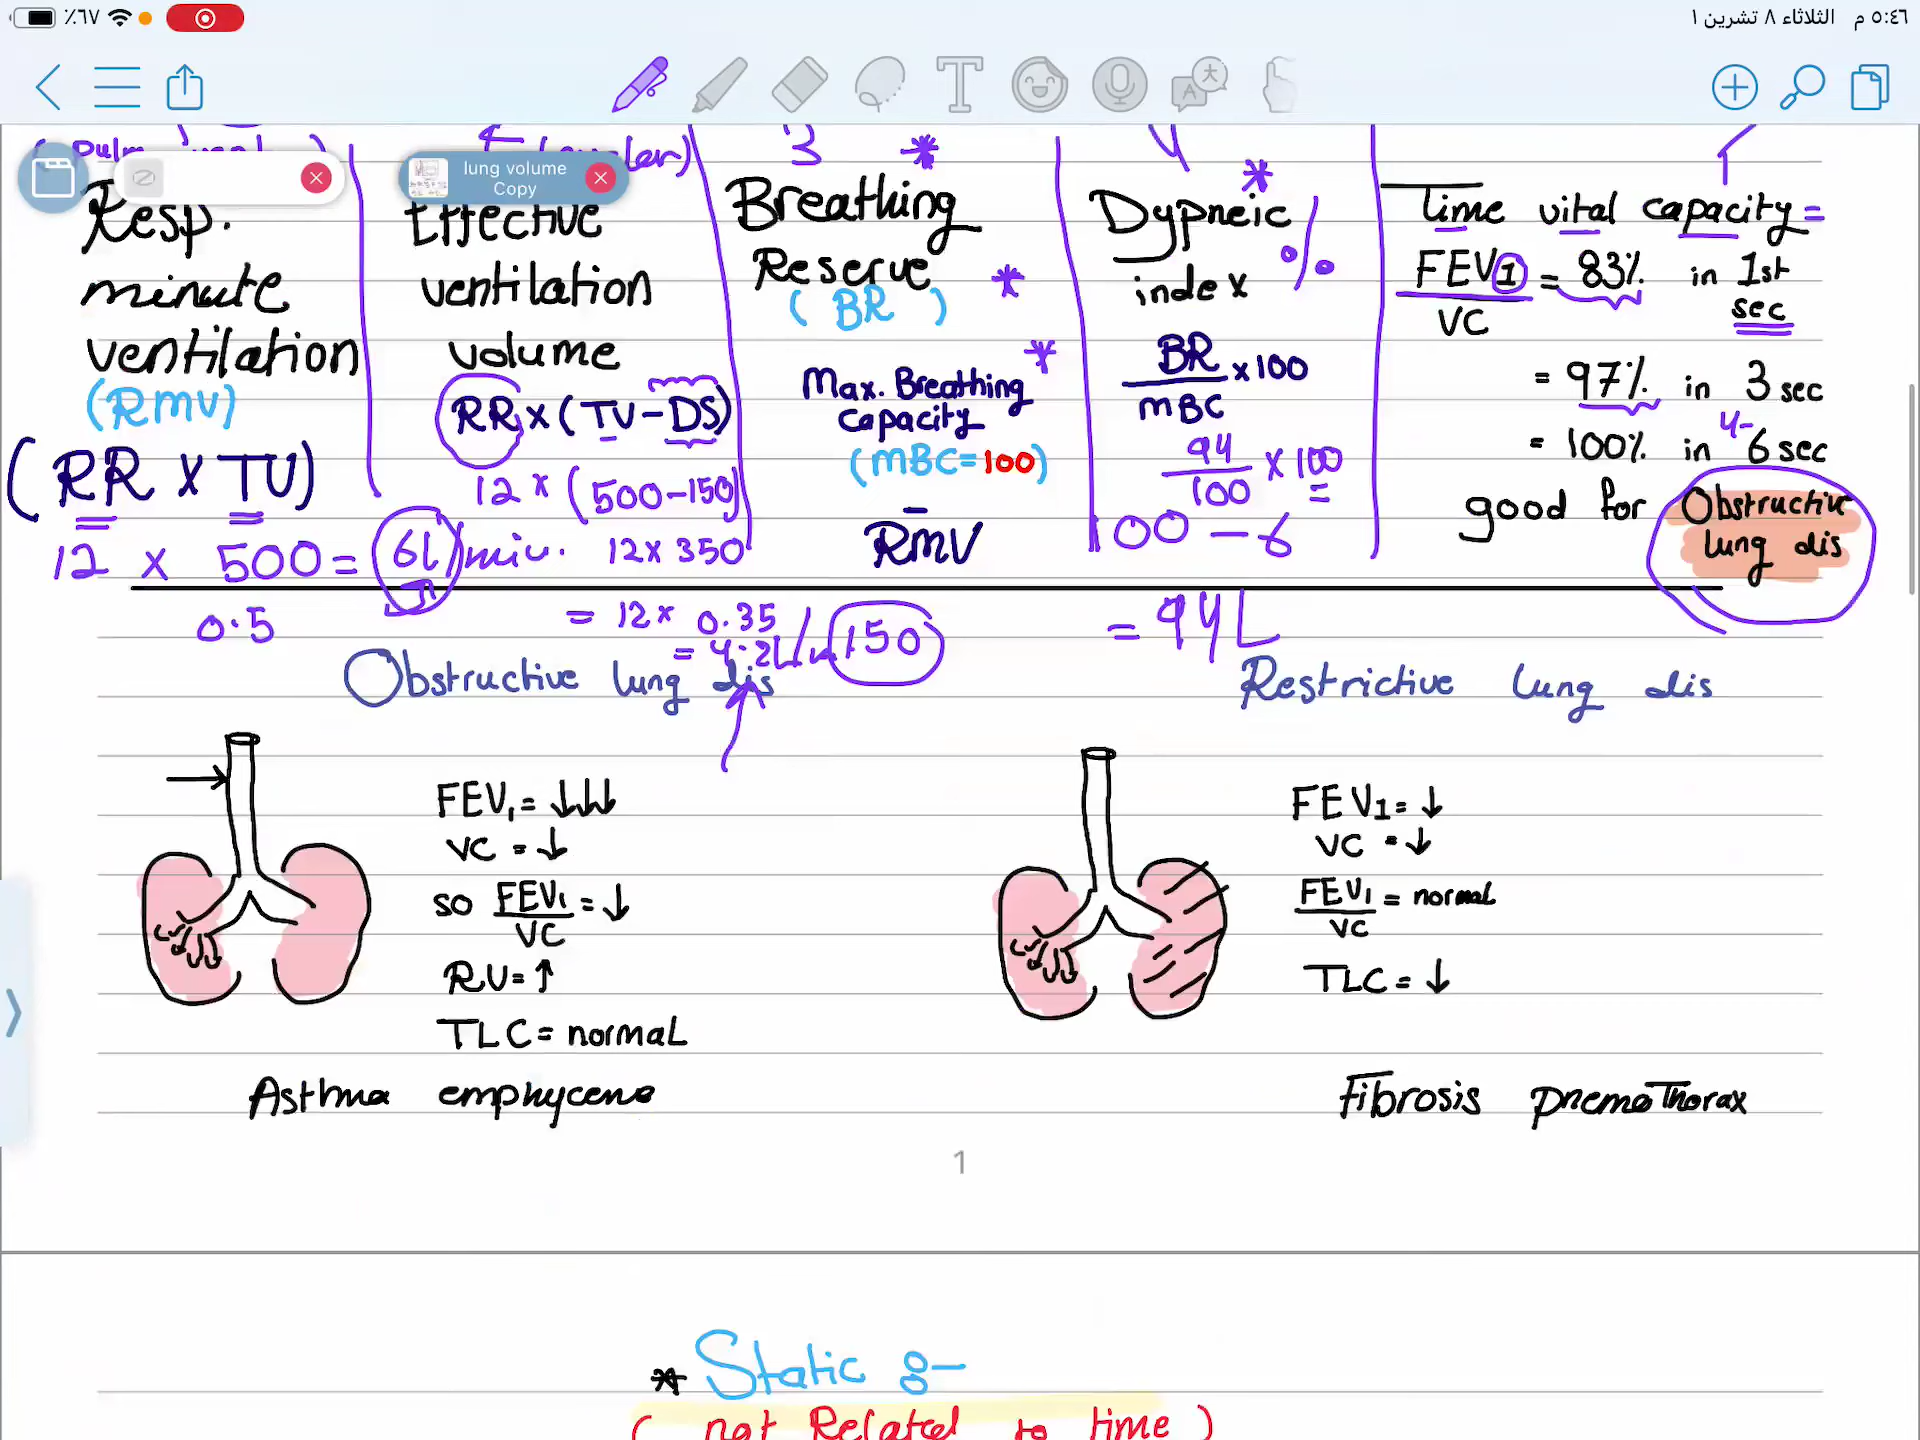 ٪٦٧
٥:٤٦ م الثلاثاء ٨ تشرين ١
lung volume
Copy
Resp.
minute
ventilation
(RMV)
(RR X TV)
12 x 500 = 6L/min.
0.5
Effective
ventilation
volume
RR x (TV-DS)
12 x (500-150)
12 x 350
= 12 x 0.35
= 4.2L/
150
3 *
Breathing
Reserve *
(BR)
Max. Breathing *
capacity
(MBC=100)
-
RMV
*
Dypneic
index %
BR/MBC x 100
94/100 x 100
100 - 6
= 94L
Time vital capacity =
FEV1/VC = 83% in 1st
sec
= 97% in 3 sec
4-
= 100% in 6 sec
good for Obstructive
lung dis
Obstructive lung dis
FEV1 = ↓↓↓
VC = ↓
so FEV1/VC = ↓
RV = ↑
TLC = normal
Asthma emphycene
Restrictive lung dis
FEV1 = ↓
VC = ↓
FEV1/VC = normal
TLC = ↓
Fibrosis pnemoThorax
1
* Static 8-
( not Related to time )